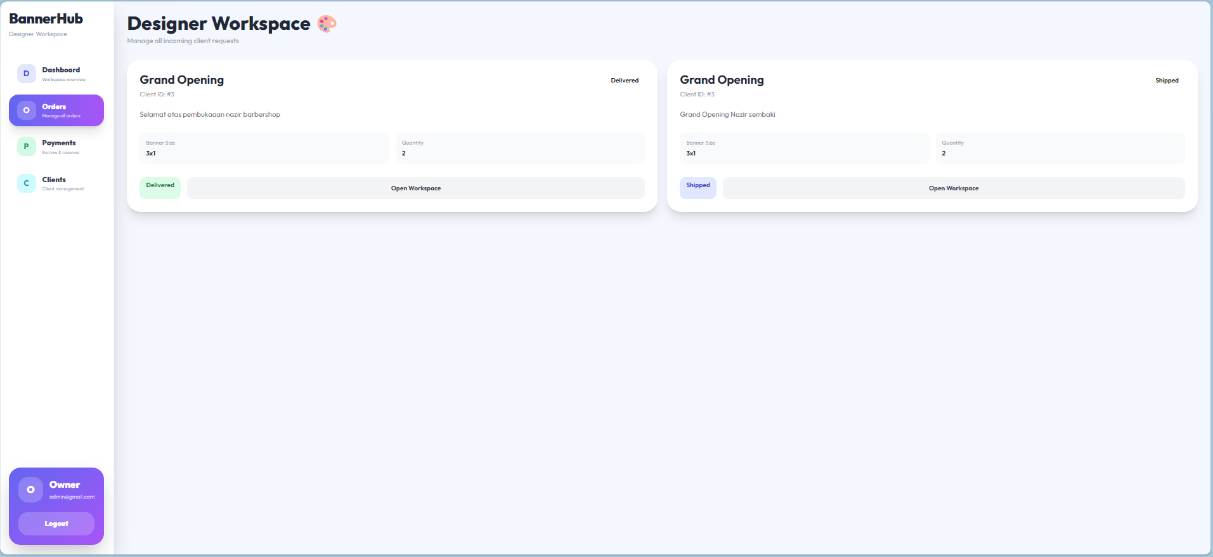 BannerHub
Designer Workspace
D
Dashboard
Workspace overview
O
Orders
Manage all orders
P
Payments
C
Clients
Client management
O
Owner
admin@gmail.com
Logout
Designer Workspace 🎨
Manage all incoming client requests
Grand Opening
Delivered
Client ID: #3
Selamat atas pembukaaan nazir barbershop
Banner Size
3x1
Quantity
2
Delivered
Open Workspace
Grand Opening
Shipped
Client ID: #3
Grand Opening Nazir sembaki
Banner Size
3x1
Quantity
2
Shipped
Open Workspace